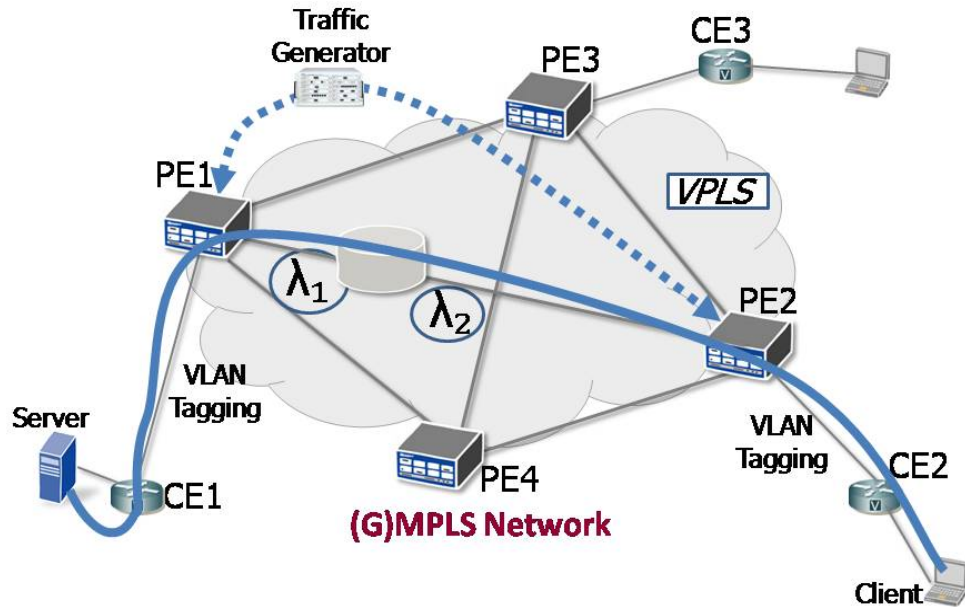 Traffic
Generator
CE3
PE3
PE1
VPLS
λ1
λ2
PE2
VLAN
Tagging
Server
VLAN
Tagging
CE1
PE4
CE2
(G)MPLS Network
Client
V
V
V